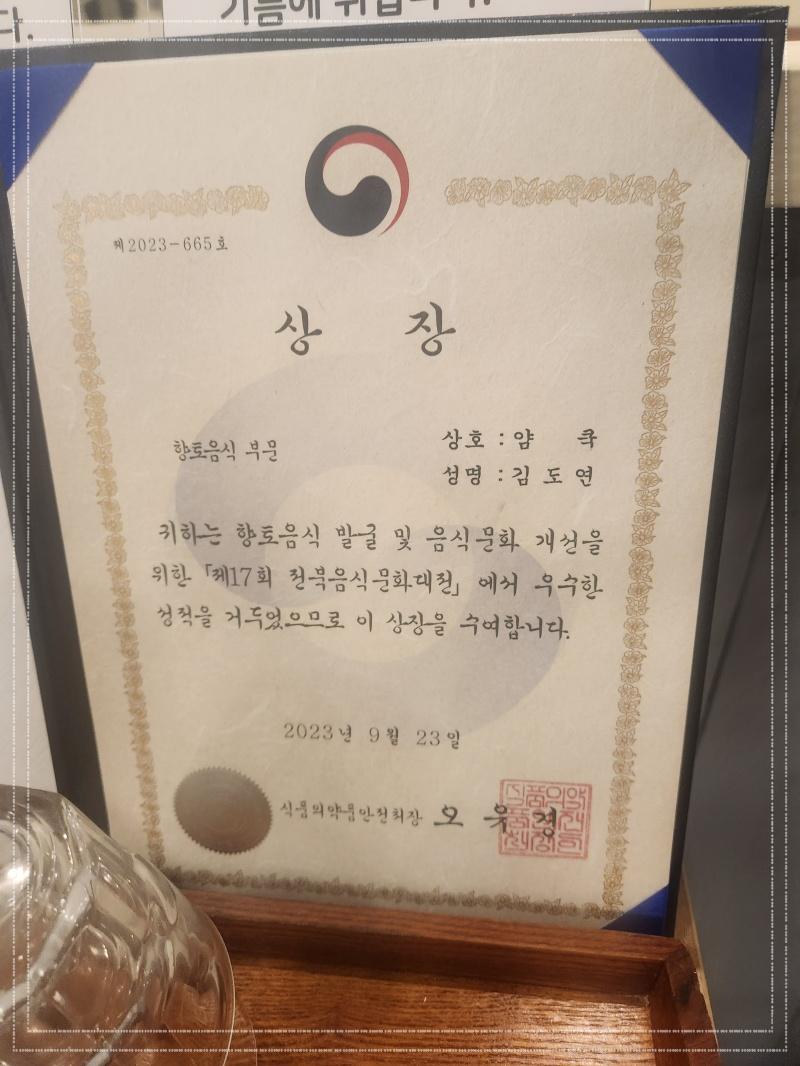 다.
기름에
제2023-665호
상 장
향토음식 부문
상호 : 얌 쿡
성명 : 김 도 연
귀하는 향토음식 발굴 및 음식문화 개선을
위한 「제17회 전북음식문화대전」에서 우수한
성적을 거두었으므로 이 상장을 수여합니다.
2023년 9월 23일
식품의약품안전처장 오 유 경